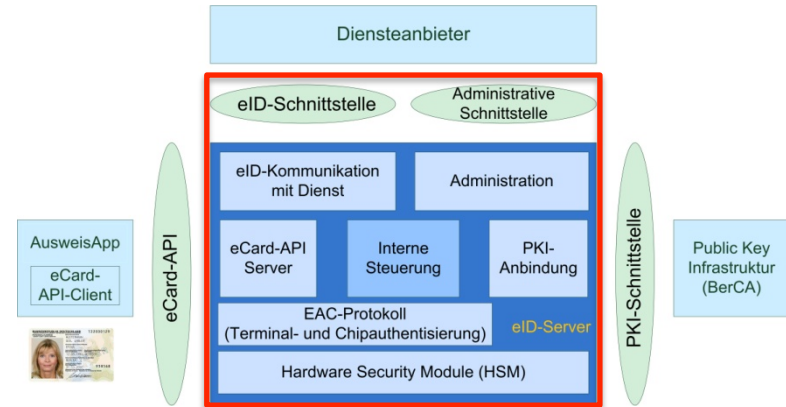 Diensteanbieter
eID-Schnittstelle
Administrative
Schnittstelle
eID-Kommunikation
mit Dienst
Administration
AusweisApp
eCard-
API-Client
eCard-API
eCard-API
Server
Interne
Steuerung
PKI-
Anbindung
PKI-Schnittstelle
Public Key
Infrastruktur
(BerCA)
EAC-Protokoll
(Terminal- und Chipauthentisierung)
eID-Server
Hardware Security Module (HSM)